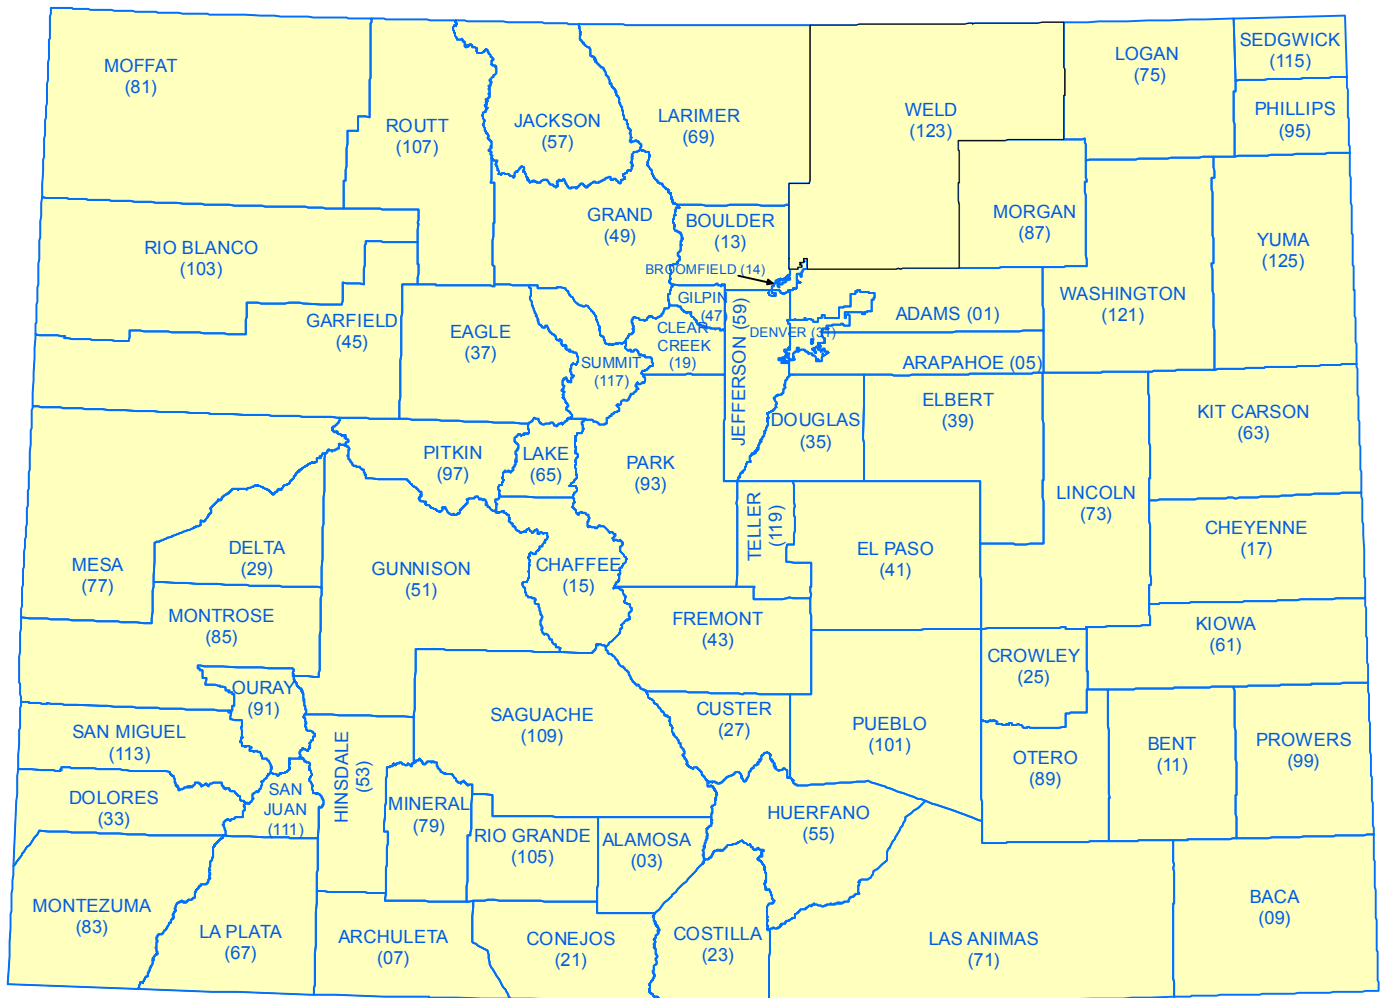 MOFFAT
(81)
ROUTT
(107)
JACKSON
(57)
LARIMER
(69)
WELD
(123)
LOGAN
(75)
SEDGWICK
(115)
PHILLIPS
(95)
RIO BLANCO
(103)
GRAND
(49)
BOULDER
(13)
MORGAN
(87)
YUMA
(125)
BROOMFIELD (14)
WASHINGTON
(121)
GARFIELD
(45)
EAGLE
(37)
SUMMIT
(117)
GILPIN
(47)
CLEAR
CREEK
(19)
JEFFERSON (59)
DENVER (31)
ADAMS (01)
ARAPAHOE (05)
DOUGLAS
(35)
ELBERT
(39)
KIT CARSON
(63)
PITKIN
(97)
LAKE
(65)
PARK
(93)
LINCOLN
(73)
TELLER
(119)
CHEYENNE
(17)
MESA
(77)
DELTA
(29)
GUNNISON
(51)
CHAFFEE
(15)
EL PASO
(41)
MONTROSE
(85)
FREMONT
(43)
KIOWA
(61)
CROWLEY
(25)
OURAY
(91)
SAGUACHE
(109)
CUSTER
(27)
PUEBLO
(101)
SAN MIGUEL
(113)
HINSDALE
(53)
OTERO
(89)
BENT
(11)
PROWERS
(99)
DOLORES
(33)
SAN
JUAN
(111)
MINERAL
(79)
RIO GRANDE
(105)
ALAMOSA
(03)
HUERFANO
(55)
MONTEZUMA
(83)
LA PLATA
(67)
ARCHULETA
(07)
CONEJOS
(21)
COSTILLA
(23)
LAS ANIMAS
(71)
BACA
(09)